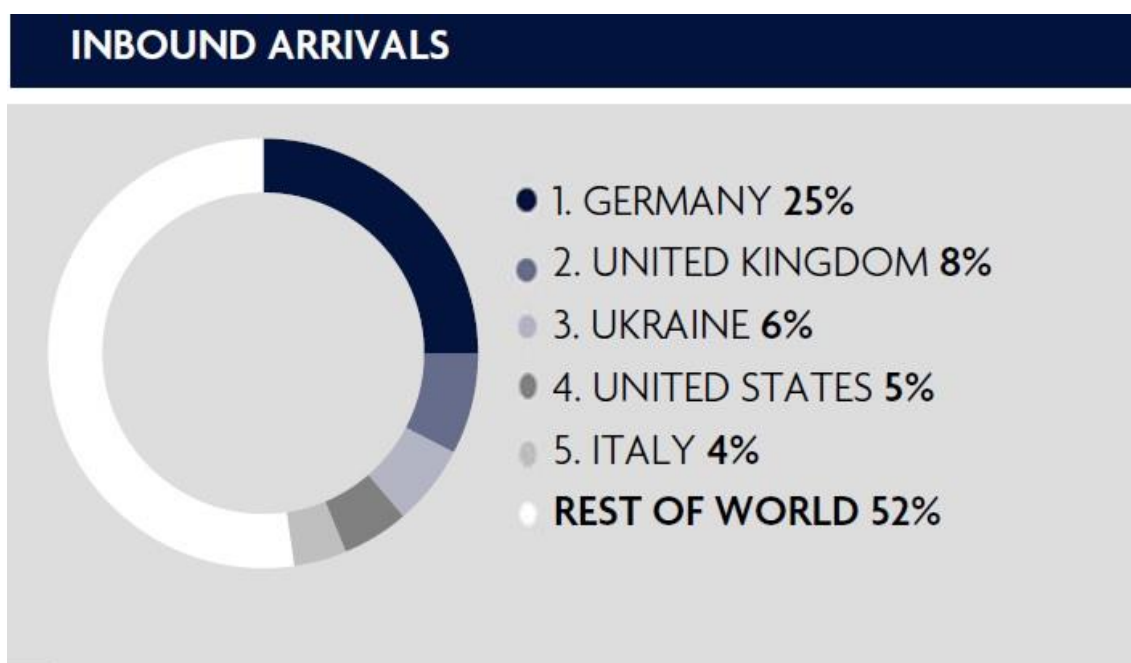 INBOUND ARRIVALS
1. GERMANY 25%
2. UNITED KINGDOM 8%
3. UKRAINE 6%
4. UNITED STATES 5%
5. ITALY 4%
REST OF WORLD 52%